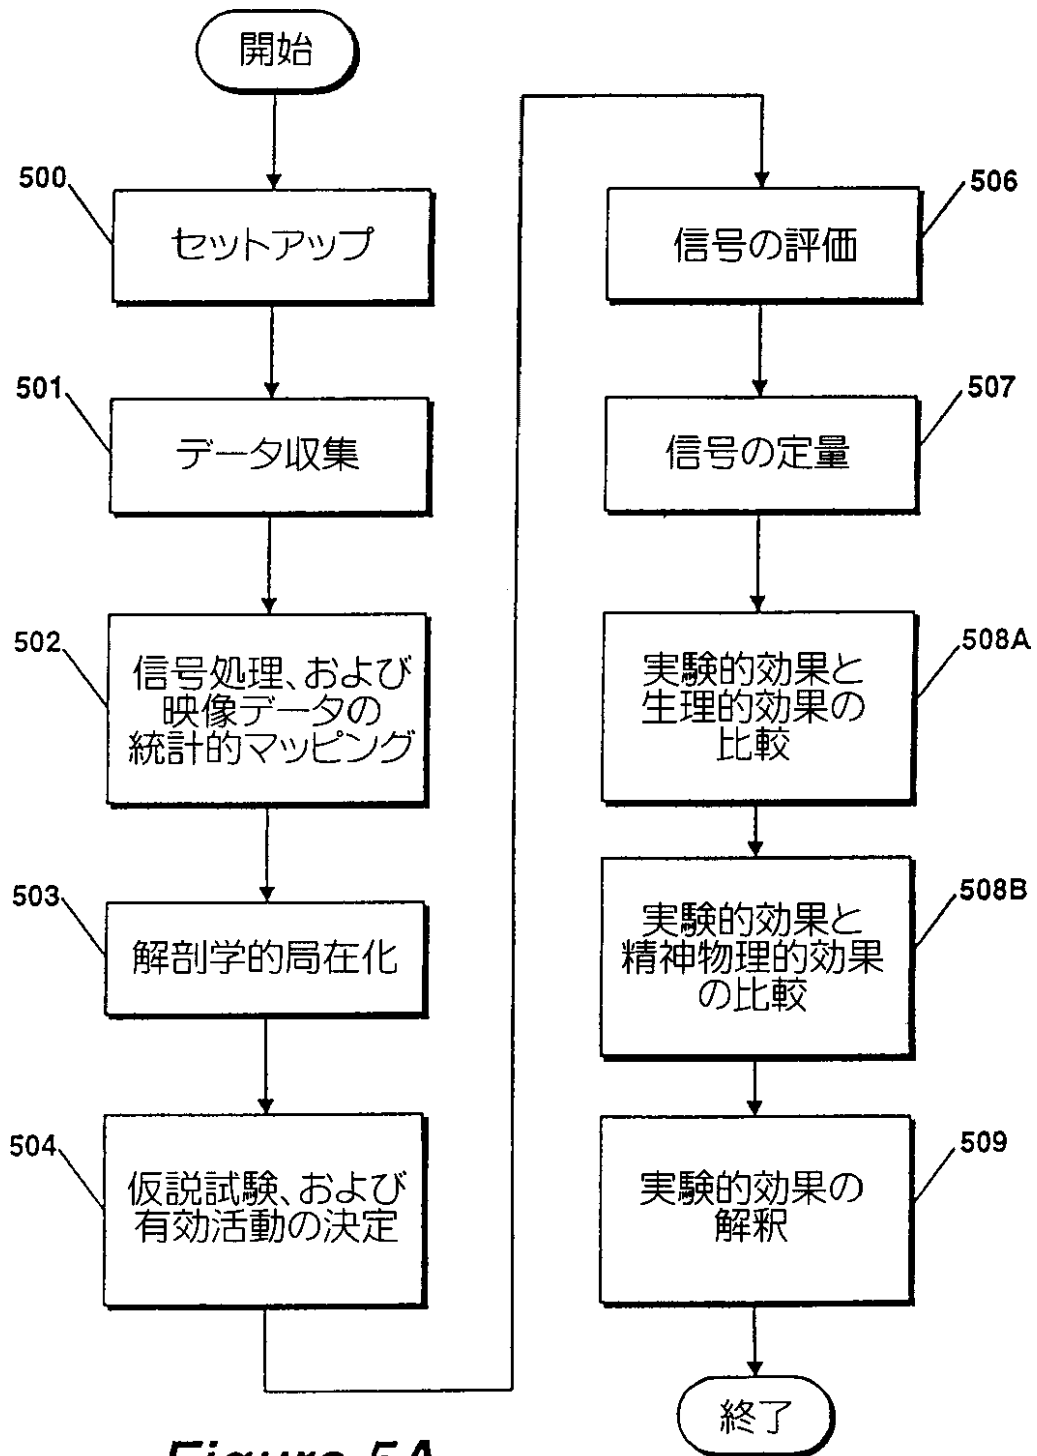 開始
500
セットアップ
501
データ収集
502
信号処理、および
映像データの
統計的マッピング
503
解剖学的局在化
504
仮説試験、および
有効活動の決定
506
信号の評価
507
信号の定量
508A
実験的効果と
生理的効果の
比較
508B
実験的効果と
精神物理的効果
の比較
509
実験的効果の
解釈
終了
Figure 5A